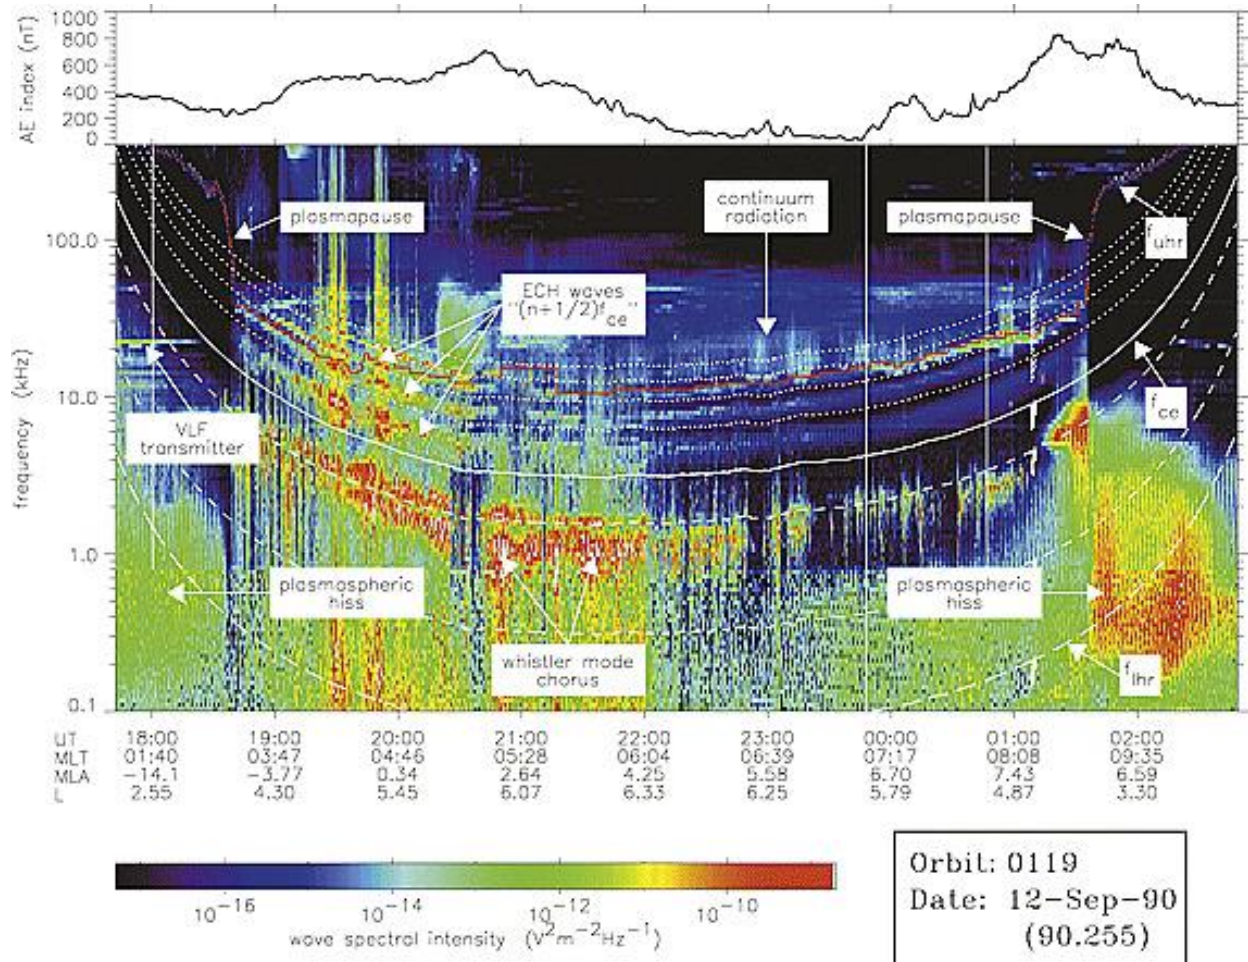 AE index (nT)
1000
800
600
400
200
0
frequency (kHz)
100.0
10.0
1.0
0.1
plasmapause
continuum
radiation
plasmapause
f_uhr
ECH waves
"(n+1/2)f_ce"
VLF
transmitter
f_ce
plasmaspheric
hiss
plasmaspheric
hiss
whistler mode
chorus
f_lhr
UT 18:00 19:00 20:00 21:00 22:00 23:00 00:00 01:00 02:00
MLT 01:40 03:47 04:46 05:28 06:04 06:39 07:17 08:08 09:35
MLA −14.1 −3.77 0.34 2.64 4.25 5.58 6.70 7.43 6.59
L 2.55 4.30 5.45 6.07 6.33 6.25 5.79 4.87 3.30
10⁻¹⁶ 10⁻¹⁴ 10⁻¹² 10⁻¹⁰
wave spectral intensity (V²m⁻²Hz⁻¹)
Orbit: 0119
Date: 12-Sep-90
(90.255)